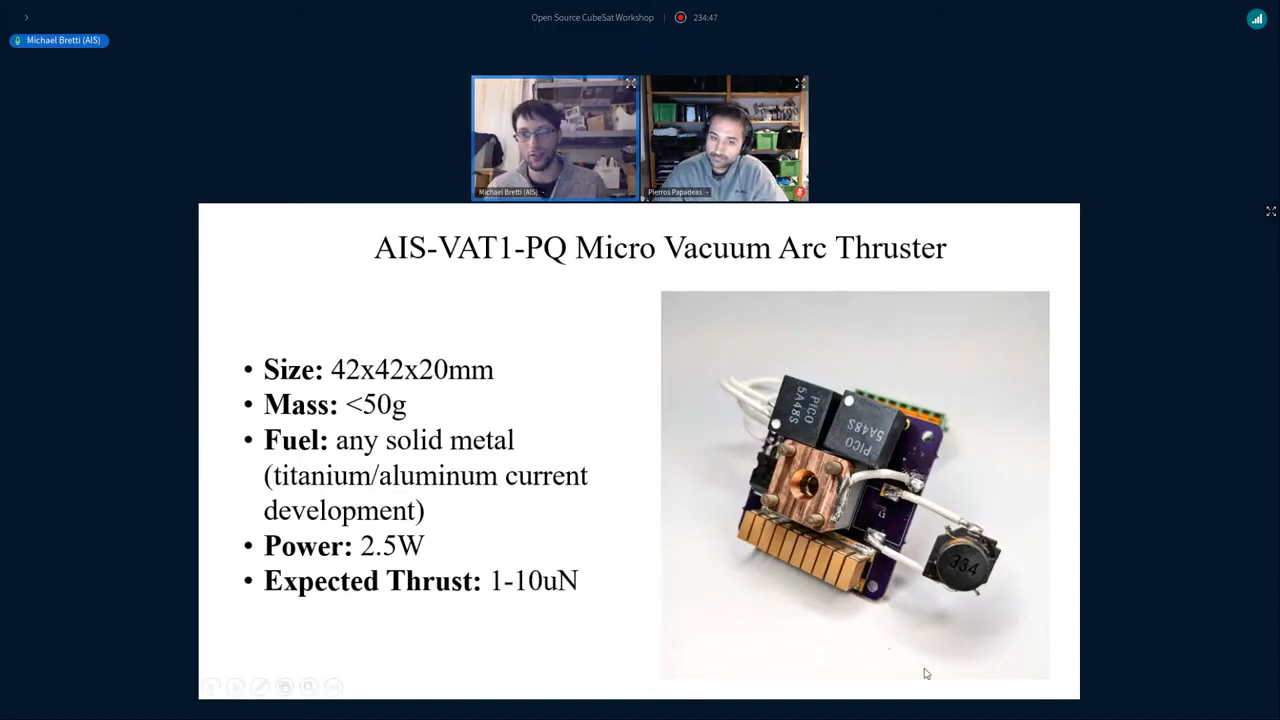 Open Source CubeSat Workshop
234:47
Michael Bretti (AIS)
Michael Bretti (AIS)
Pierros Papadeas
AIS-VAT1-PQ Micro Vacuum Arc Thruster
• Size: 42x42x20mm
• Mass: <50g
• Fuel: any solid metal
(titanium/aluminum current
development)
• Power: 2.5W
• Expected Thrust: 1-10uN
PICO
5A48S
PICO
5A48S
334